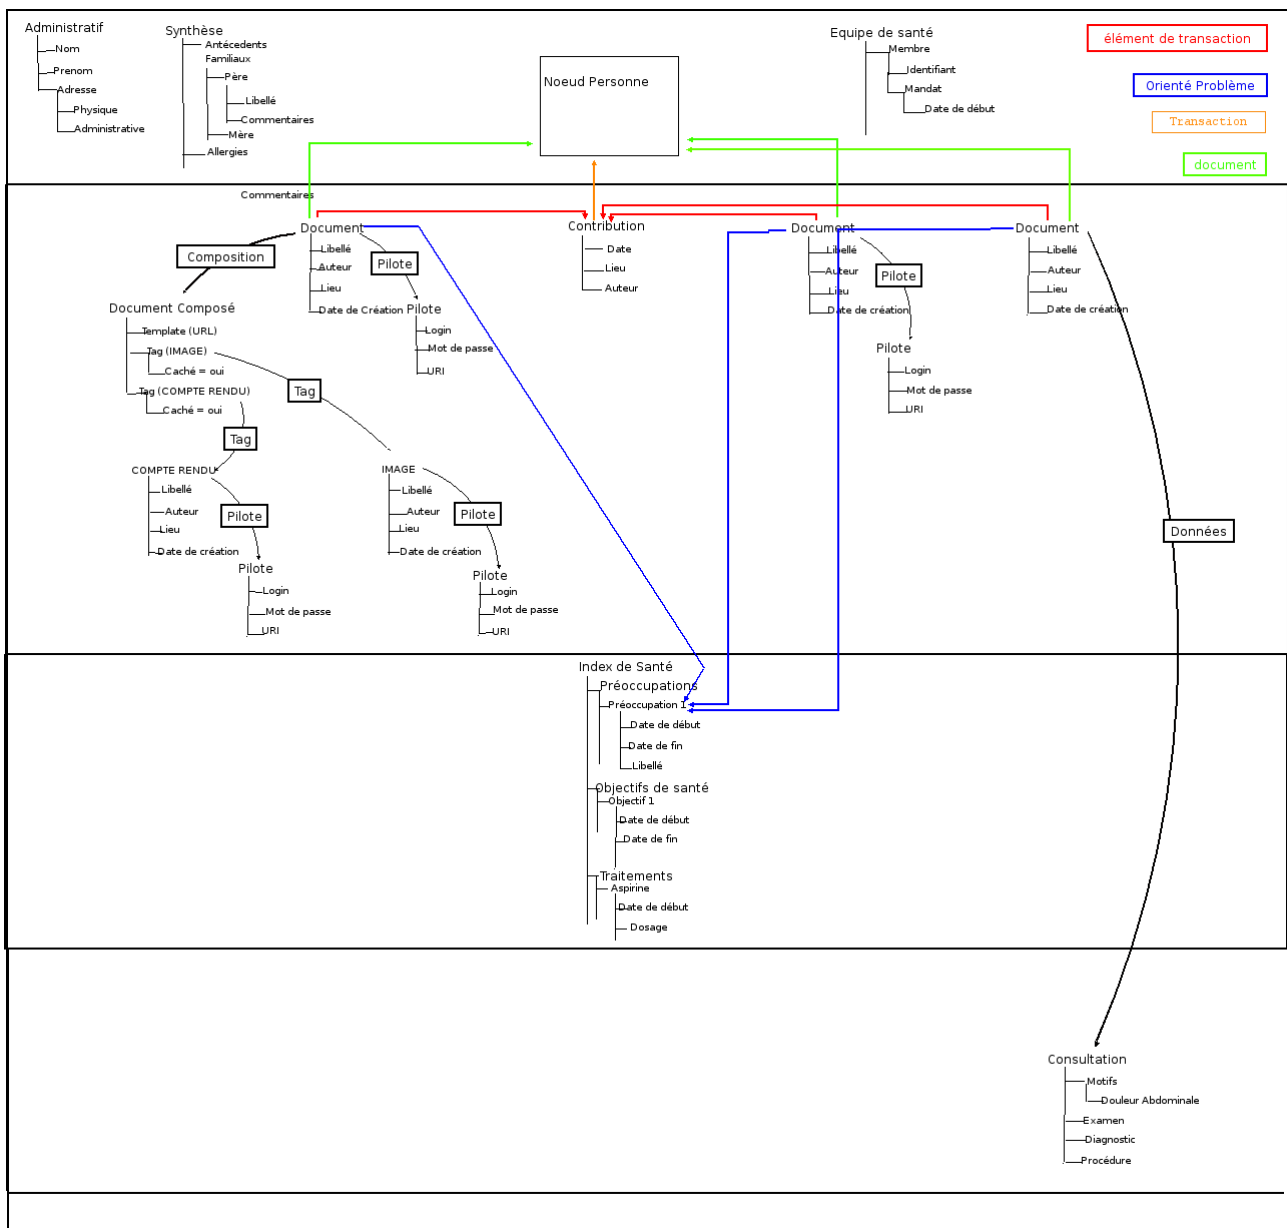 Administratif
Nom
Prenom
Adresse
Physique
Administrative
Synthèse
Antécedents
Familiaux
Père
Libellé
Commentaires
Mère
Allergies
Noeud Personne
Equipe de santé
Membre
Identifiant
Mandat
Date de début
élément de transaction
Orienté Problème
Transaction
document
Commentaires
Document
Libellé
Auteur
Lieu
Date de Création
Composition
Pilote
Pilote
Login
Mot de passe
URI
Contribution
Date
Lieu
Auteur
Document
Libellé
Auteur
Lieu
Date de création
Pilote
Pilote
Login
Mot de passe
URI
Document
Libellé
Auteur
Lieu
Date de création
Document Composé
Template (URL)
Tag (IMAGE)
Caché = oui
Tag (COMPTE RENDU)
Caché = oui
Tag
Tag
COMPTE RENDU
Libellé
Auteur
Lieu
Date de création
Pilote
Pilote
Login
Mot de passe
URI
IMAGE
Libellé
Auteur
Lieu
Date de création
Pilote
Pilote
Login
Mot de passe
URI
Données
Index de Santé
Préoccupations
Préoccupation 1
Date de début
Date de fin
Libellé
Objectifs de santé
Objectif 1
Date de début
Date de fin
Traitements
Aspirine
Date de début
Dosage
Consultation
Motifs
Douleur Abdominale
Examen
Diagnostic
Procédure